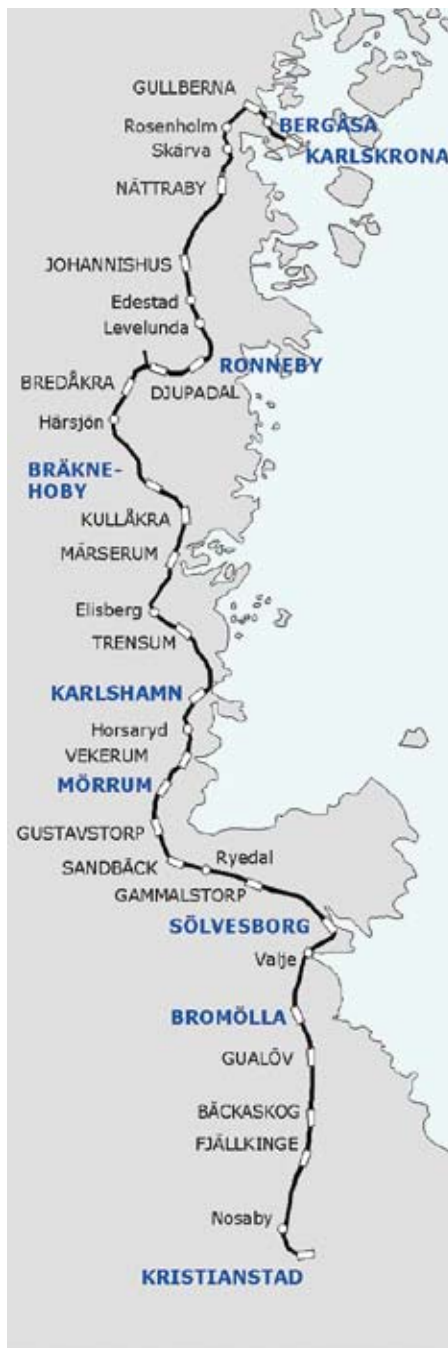 GULLBERNA
Rosenholm
BERGÅSA
Skärva
KARLSKRONA
NÄTTRABY
JOHANNISHUS
Edestad
Levelunda
RONNEBY
BREDÅKRA
DJUPADAL
Härsjön
BRÄKNE-
HOBY
KULLÅKRA
MÄRSERUM
Elisberg
TRENSUM
KARLSHAMN
Horsaryd
VEKERUM
MÖRRUM
GUSTAVSTORP
Ryedal
SANDBÄCK
GAMMALSTORP
SÖLVESBORG
Valje
BROMÖLLA
GUALÖV
BÄCKASKOG
FJÄLLKINGE
Nosaby
KRISTIANSTAD